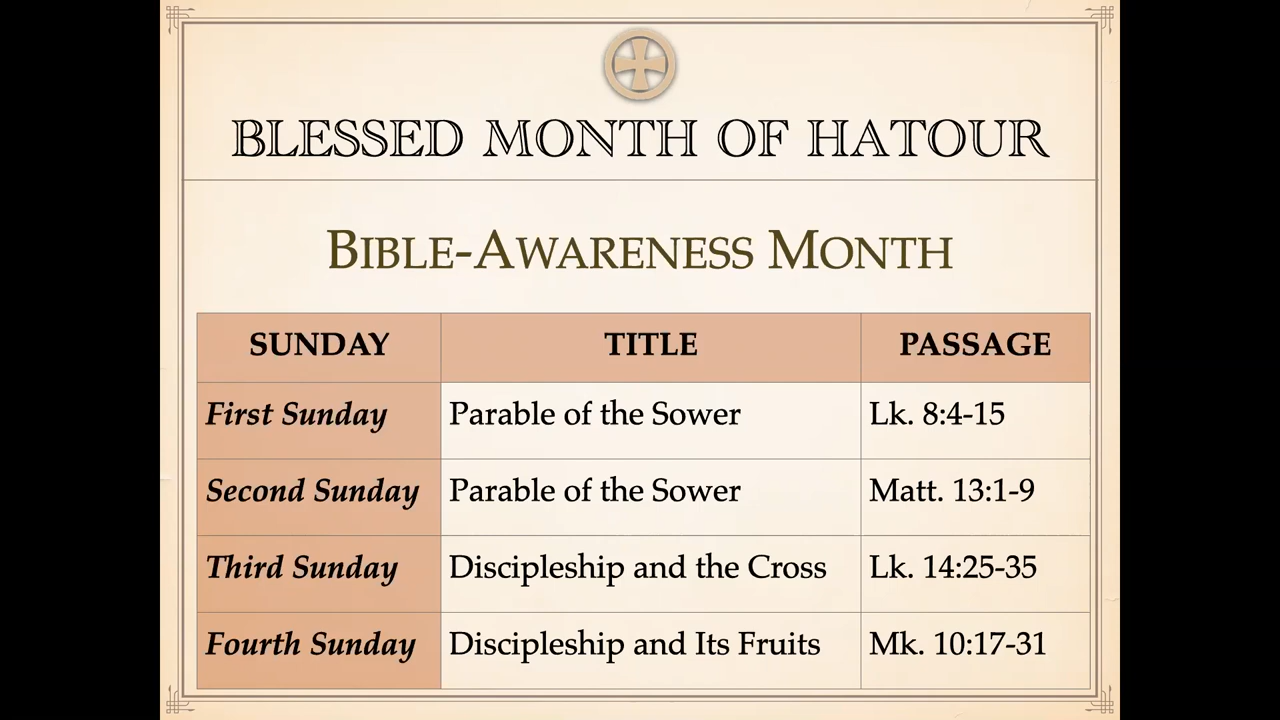 BLESSED MONTH OF HATOUR
BIBLE-AWARENESS MONTH
SUNDAY TITLE PASSAGE
First Sunday Parable of the Sower Lk. 8:4-15
Second Sunday Parable of the Sower Matt. 13:1-9
Third Sunday Discipleship and the Cross Lk. 14:25-35
Fourth Sunday Discipleship and Its Fruits Mk. 10:17-31